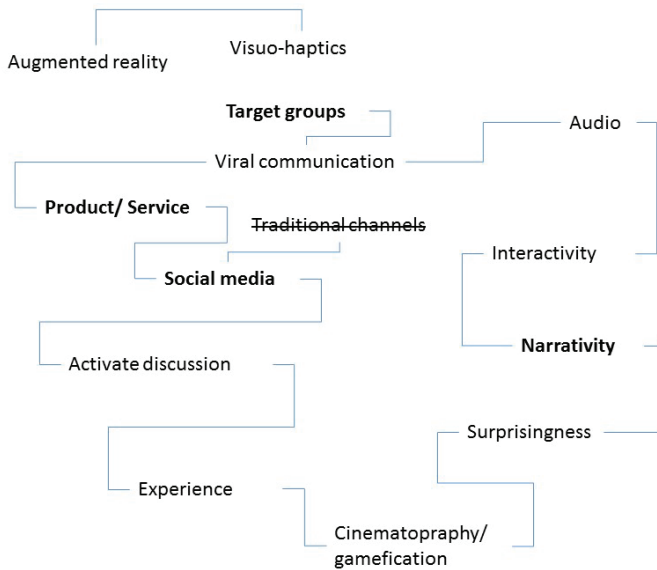 Augmented reality
Visuo-haptics
Target groups
Audio
Viral communication
Product/ Service
Traditional channels
Interactivity
Social media
Narrativity
Activate discussion
Surprisingness
Experience
Cinematopraphy/
gamefication